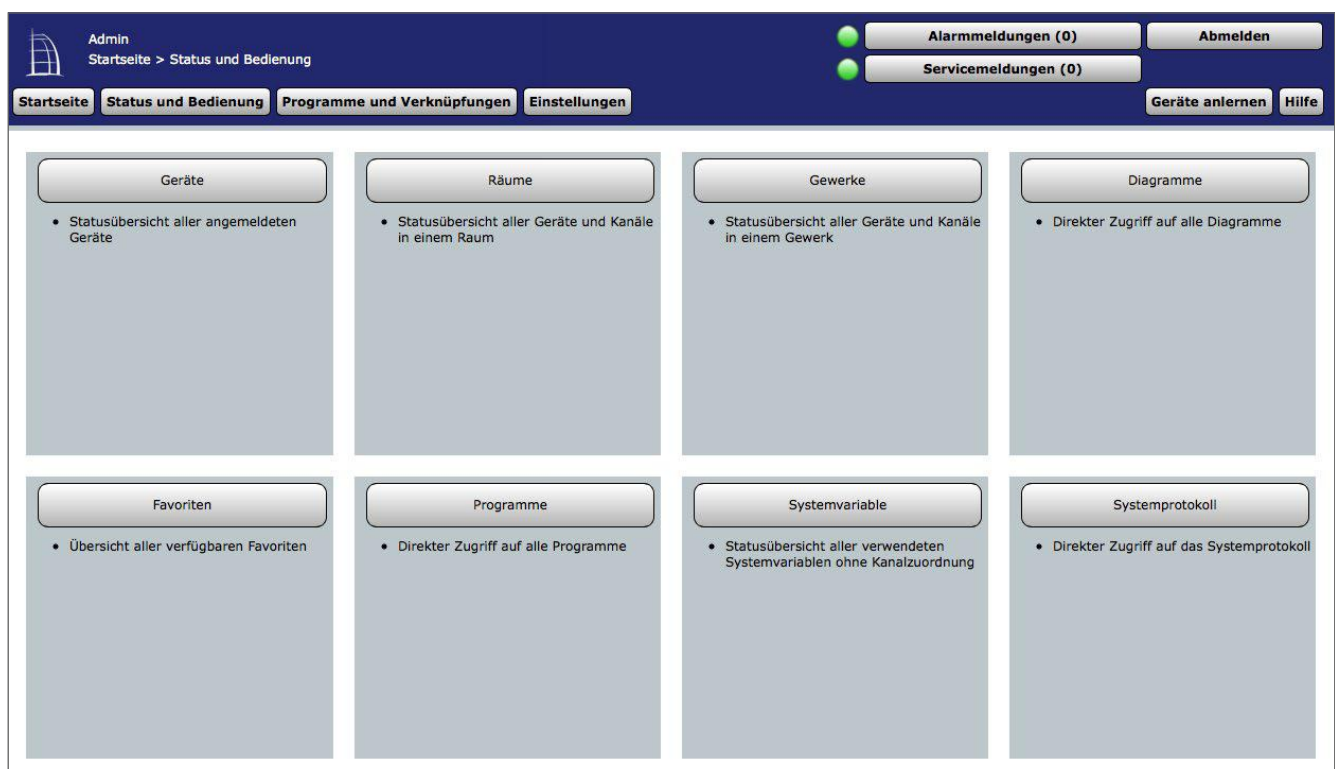 Admin
Startseite > Status und Bedienung
Alarmmeldungen (0)
Abmelden
Servicemeldungen (0)
Startseite
Status und Bedienung
Programme und Verknüpfungen
Einstellungen
Geräte anlernen
Hilfe
Geräte
• Statusübersicht aller angemeldeten
Geräte
Räume
• Statusübersicht aller Geräte und Kanäle
in einem Raum
Gewerke
• Statusübersicht aller Geräte und Kanäle
in einem Gewerk
Diagramme
• Direkter Zugriff auf alle Diagramme
Favoriten
• Übersicht aller verfügbaren Favoriten
Programme
• Direkter Zugriff auf alle Programme
Systemvariable
• Statusübersicht aller verwendeten
Systemvariablen ohne Kanalzuordnung
Systemprotokoll
• Direkter Zugriff auf das Systemprotokoll